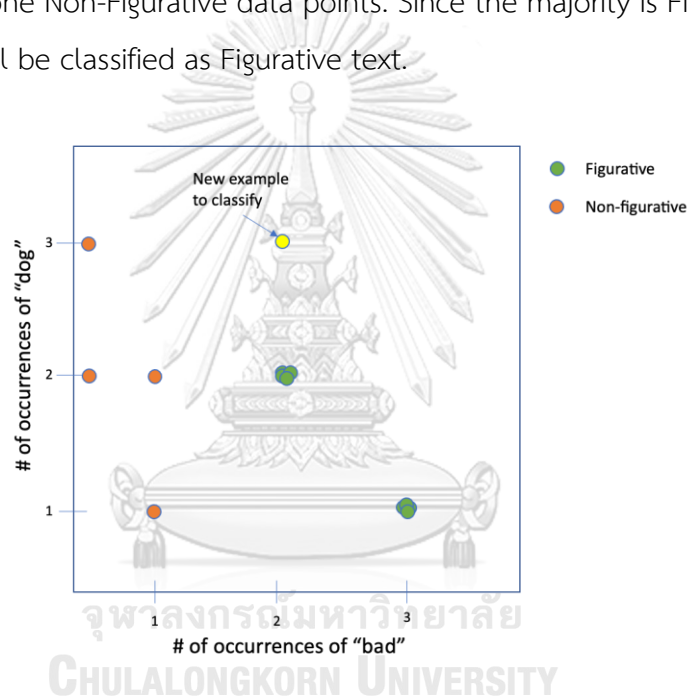 one Non-Figurative data points. Since the majority is Fi
l be classified as Figurative text.
New example
to classify
Figurative
Non-figurative
# of occurrences of "dog"
3
2
1
1
2
3
# of occurrences of "bad"
จุฬาลงกรณ์มหาวิทยาลัย
CHULALONGKORN UNIVERSITY